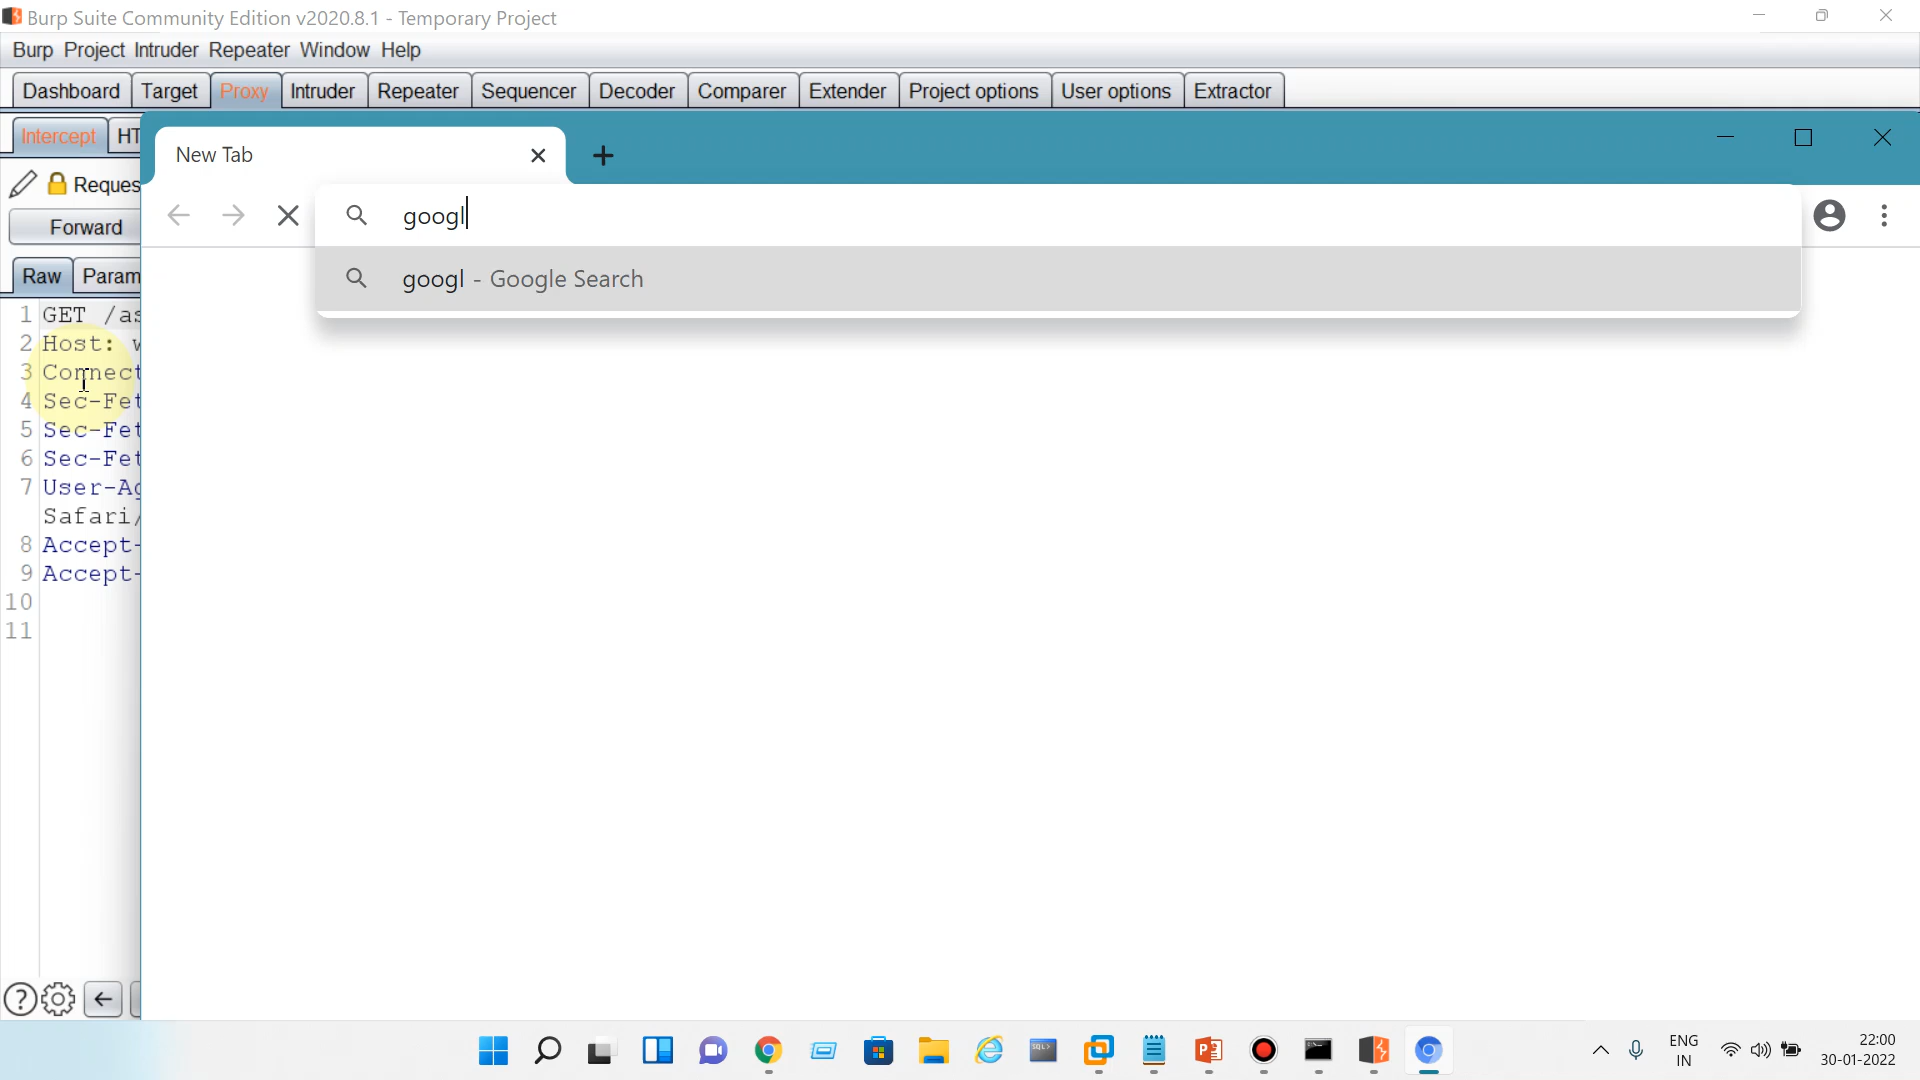 Burp Suite Community Edition v2020.8.1 - Temporary Project
Burp Project Intruder Repeater Window Help
Dashboard Target Proxy Intruder Repeater Sequencer Decoder Comparer Extender Project options User options Extractor
Intercept HT
New Tab
Reques
googl
Forward
googl - Google Search
Raw Param
1 GET /as
2 Host: w
3 Connect
4 Sec-Fet
5 Sec-Fet
6 Sec-Fet
7 User-Ag
Safari/
8 Accept-
9 Accept-
10
11
SQL>
ENG
IN
22:00
30-01-2022